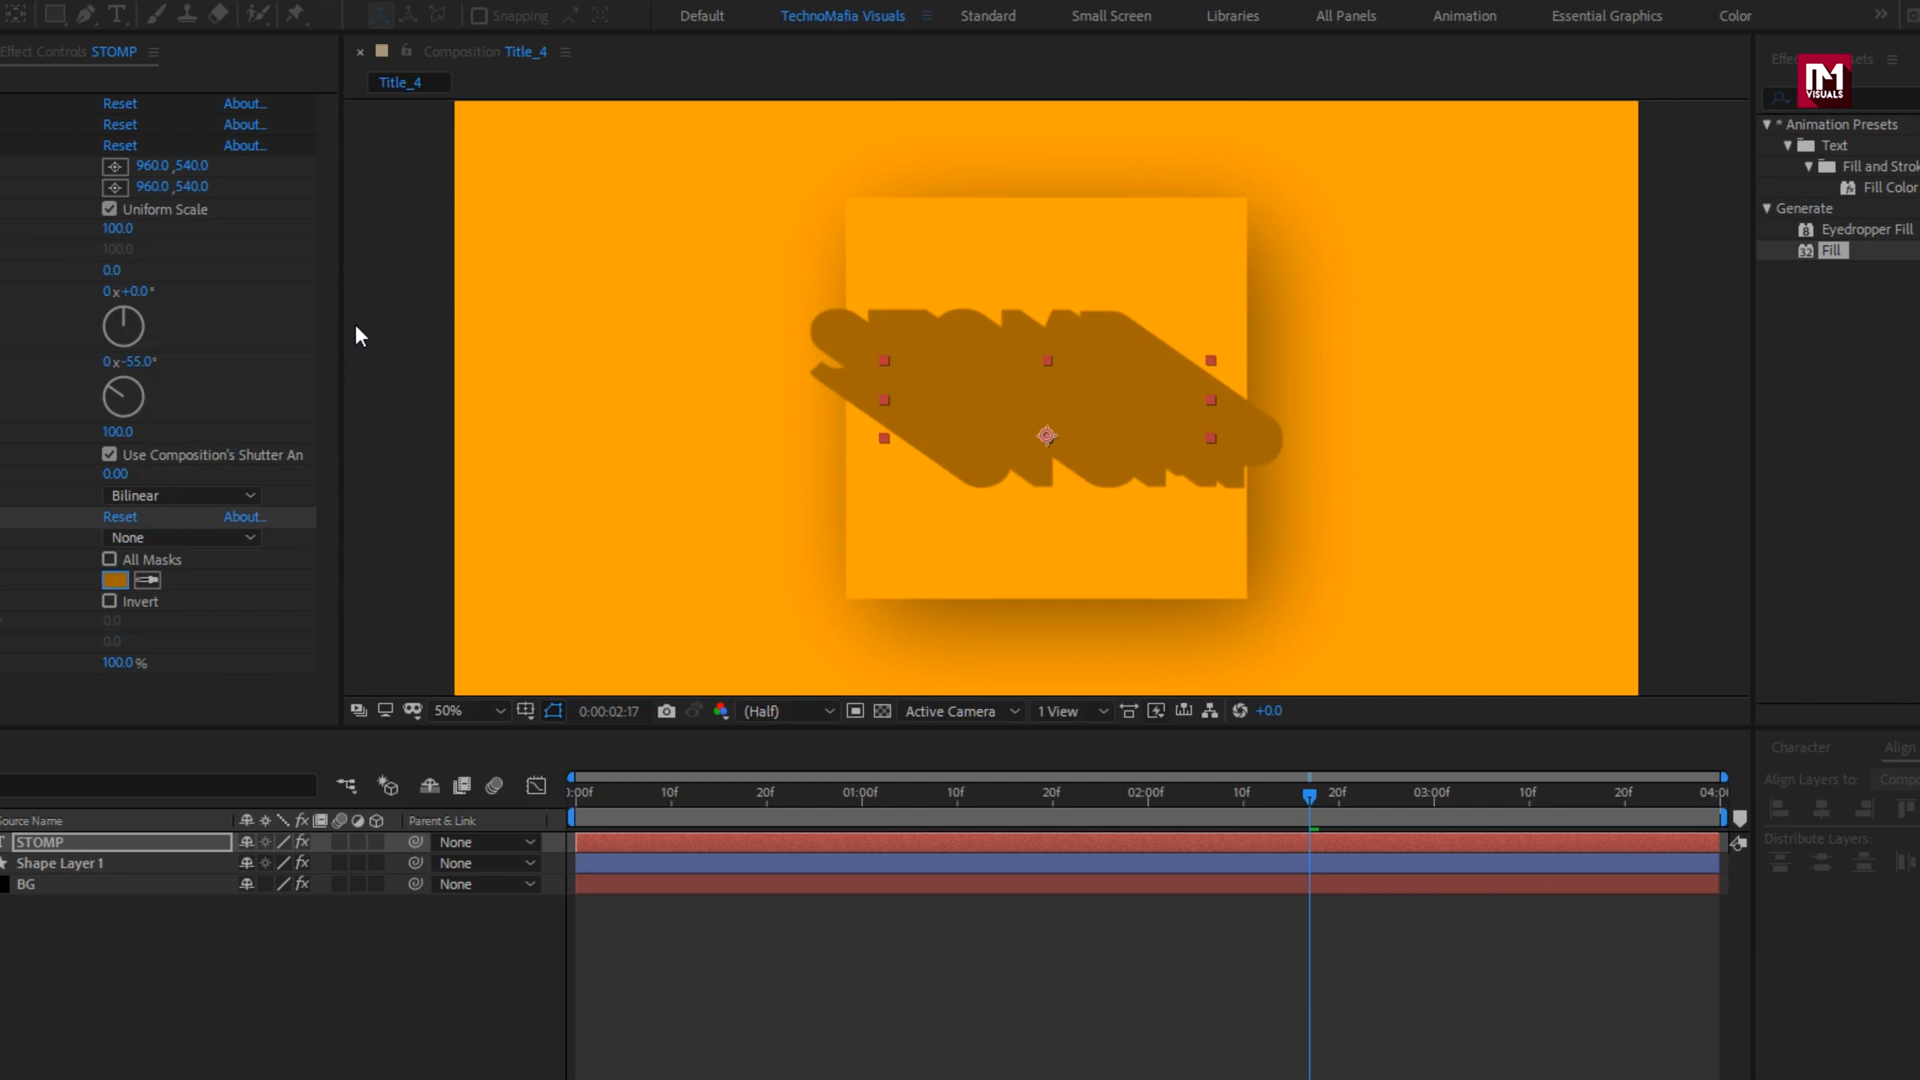 Snapping
Default
TechnoMafia Visuals
Standard
Small Screen
Libraries
All Panels
Animation
Essential Graphics
Color
Effect Controls STOMP
Composition Title_4
Title_4
VISUALS
Reset About...
Reset About...
Reset About...
960.0 ,540.0
960.0 ,540.0
Uniform Scale
100.0
100.0
0.0
0 x+0.0°
0 x-55.0°
100.0
Use Composition's Shutter An
0.00
Bilinear
Reset About...
None
All Masks
Invert
0.0
0.0
100.0 %
* Animation Presets
Text
Fill and Strok
Fill Color
Generate
Eyedropper Fill
Fill
50%
0:00:02:17
(Half)
Active Camera
1 View
+0.0
Character Align
Align Layers to: Compo
Distribute Layers:
):00f 10f 20f 01:00f 10f 20f 02:00f 10f 20f 03:00f 10f 20f 04:0
Source Name
Parent & Link
STOMP None
Shape Layer 1 None
BG None